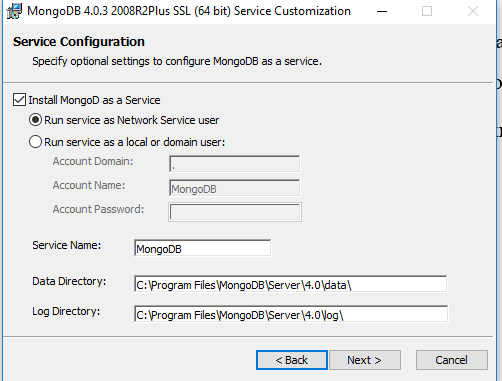 MongoDB 4.0.3 2008R2Plus SSL (64 bit) Service Customization
Service Configuration
Specify optional settings to configure MongoDB as a service.
Install MongoD as a Service
Run service as Network Service user
Run service as a local or domain user:
Account Domain: .
Account Name: MongoDB
Account Password:
Service Name: MongoDB
Data Directory: C:\Program Files\MongoDB\Server\4.0\data\
Log Directory: C:\Program Files\MongoDB\Server\4.0\log\
< Back Next > Cancel